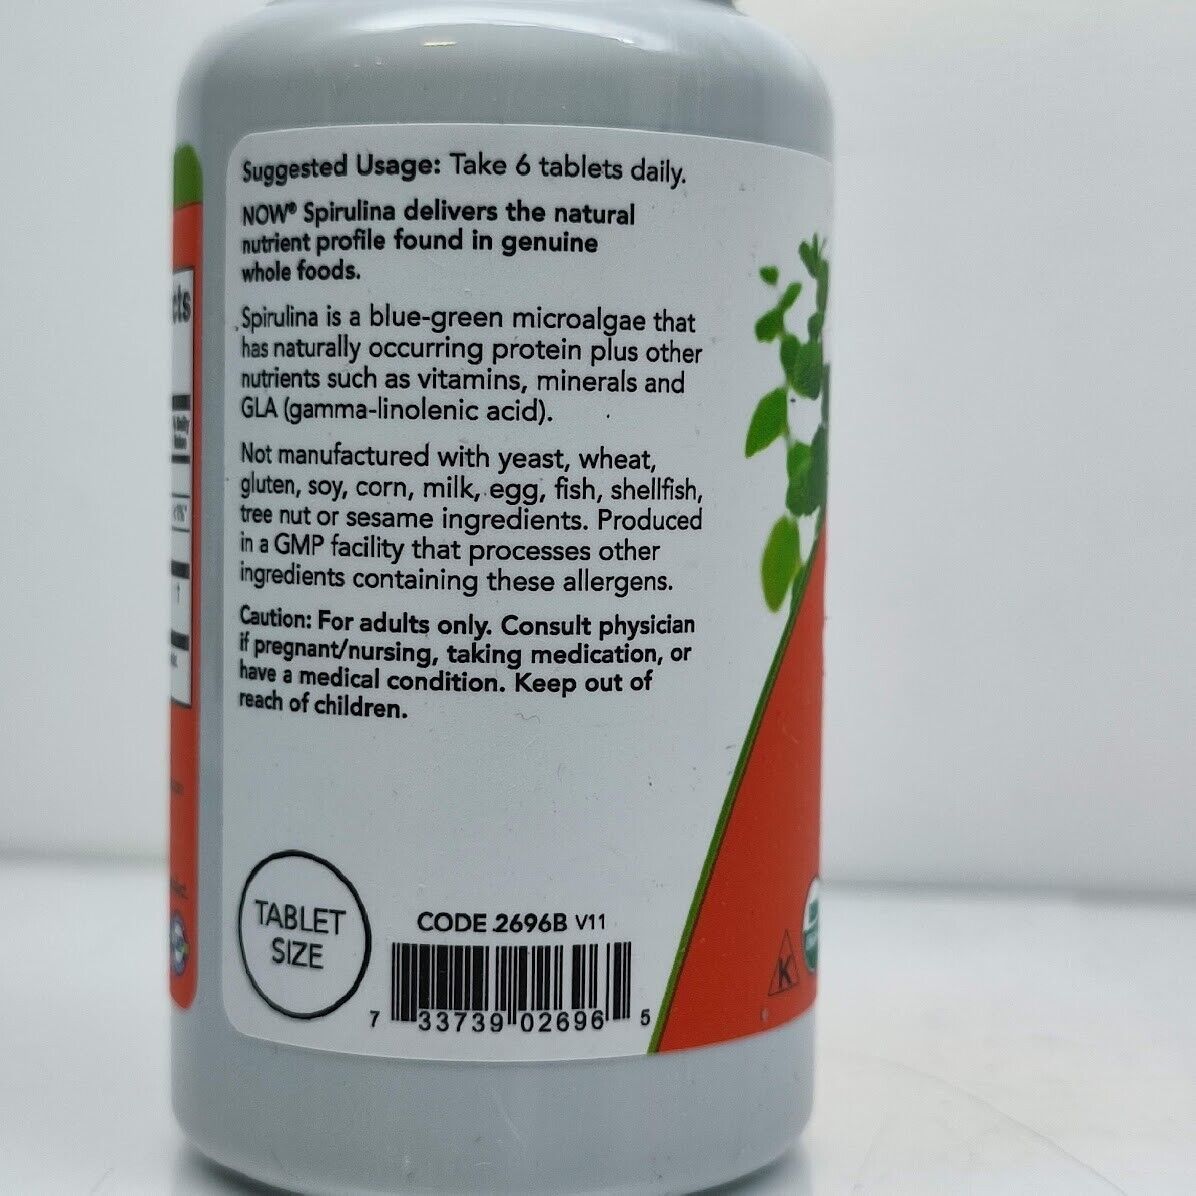 Suggested Usage: Take 6 tablets daily.
NOW® Spirulina delivers the natural
nutrient profile found in genuine
whole foods.
Spirulina is a blue-green microalgae that
has naturally occurring protein plus other
nutrients such as vitamins, minerals and
GLA (gamma-linolenic acid).
Not manufactured with yeast, wheat,
gluten, soy, corn, milk, egg, fish, shellfish,
tree nut or sesame ingredients. Produced
in a GMP facility that processes other
ingredients containing these allergens.
Caution: For adults only. Consult physician
if pregnant/nursing, taking medication, or
have a medical condition. Keep out of
reach of children.
TABLET
SIZE
CODE 2696B V11
7 33739 02696 5
K